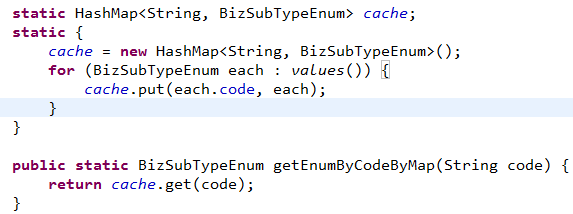 static HashMap<String, BizSubTypeEnum> cache;
static {
    cache = new HashMap<String, BizSubTypeEnum>();
    for (BizSubTypeEnum each : values()) {
        cache.put(each.code, each);
    }
}

public static BizSubTypeEnum getEnumByCodeByMap(String code) {
    return cache.get(code);
}